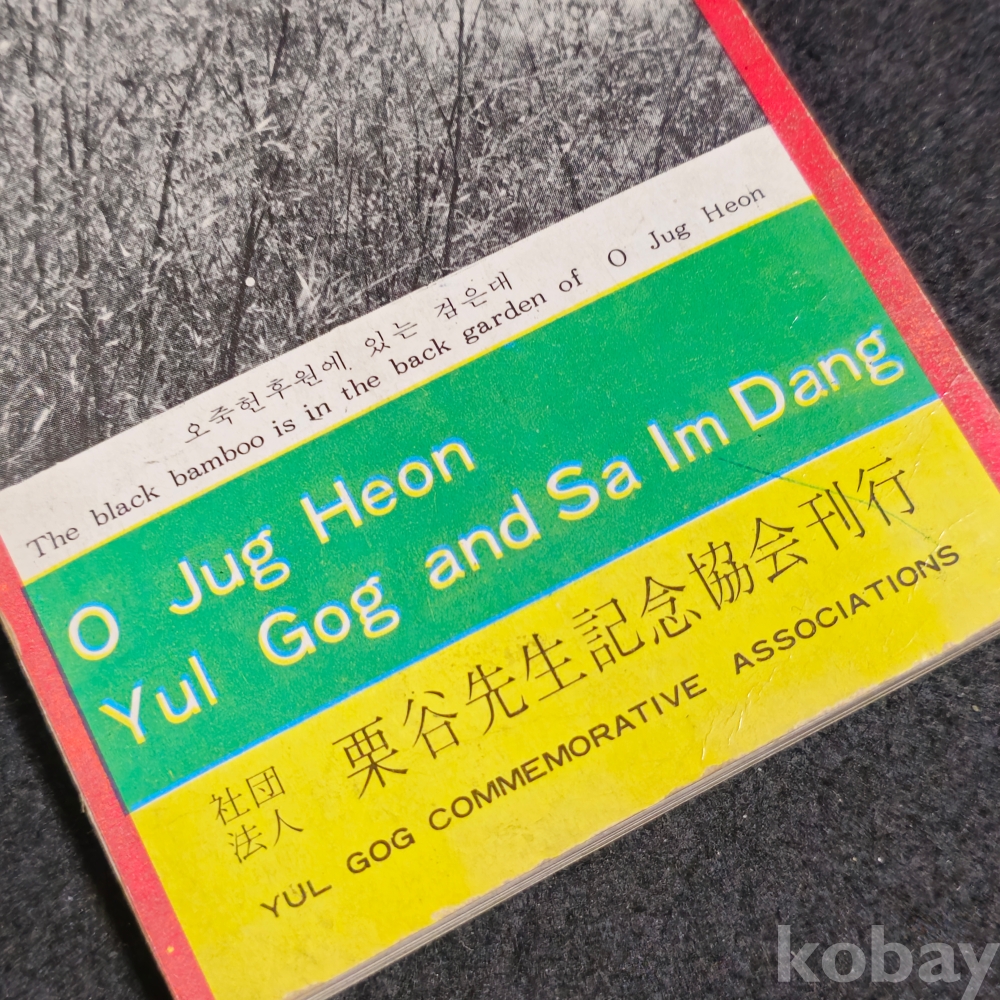 오죽헌후원에 있는 검은대
The black bamboo is in the back garden of O Jug Heon
O Jug Heon
Yul Gog and Sa Im Dang
社団
法人
栗谷先生記念協会刊行
YUL GOG COMMEMORATIVE ASSOCIATIONS
kobay